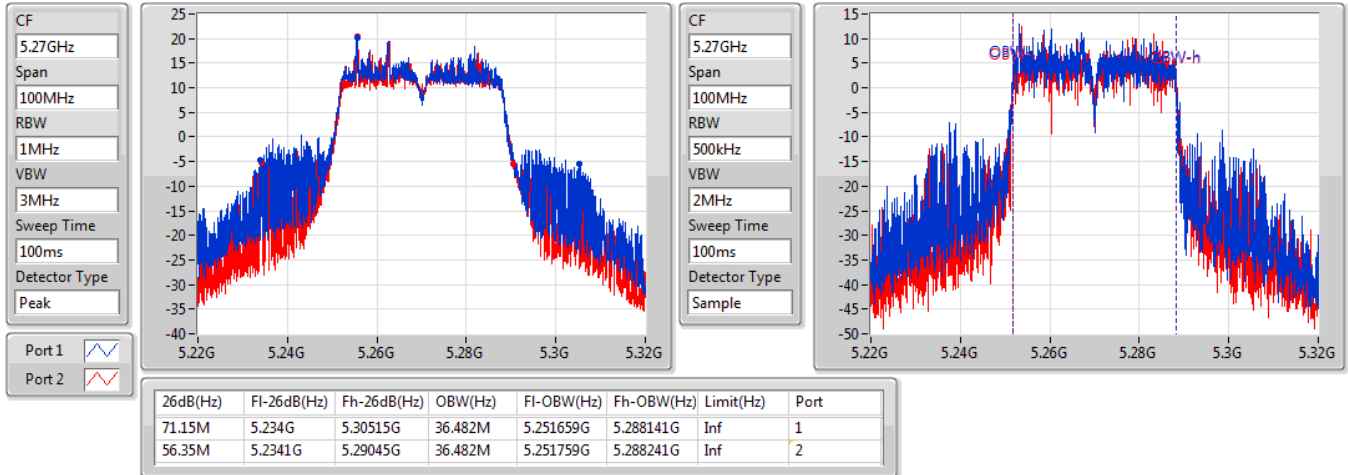 CF
5.27GHz
Span
100MHz
RBW
1MHz
VBW
3MHz
Sweep Time
100ms
Detector Type
Peak
25
20
15
10
5
0
-5
-10
-15
-20
-25
-30
-35
-40
5.22G 5.24G 5.26G 5.28G 5.3G 5.32G
CF
5.27GHz
Span
100MHz
RBW
500kHz
VBW
2MHz
Sweep Time
100ms
Detector Type
Sample
15
10
5
0
-5
-10
-15
-20
-25
-30
-35
-40
-45
-50
5.22G 5.24G 5.26G 5.28G 5.3G 5.32G
Port 1
Port 2
26dB(Hz) Fl-26dB(Hz) Fh-26dB(Hz) OBW(Hz) Fl-OBW(Hz) Fh-OBW(Hz) Limit(Hz) Port
71.15M 5.234G 5.30515G 36.482M 5.251659G 5.288141G Inf 1
56.35M 5.2341G 5.29045G 36.482M 5.251759G 5.288241G Inf 2